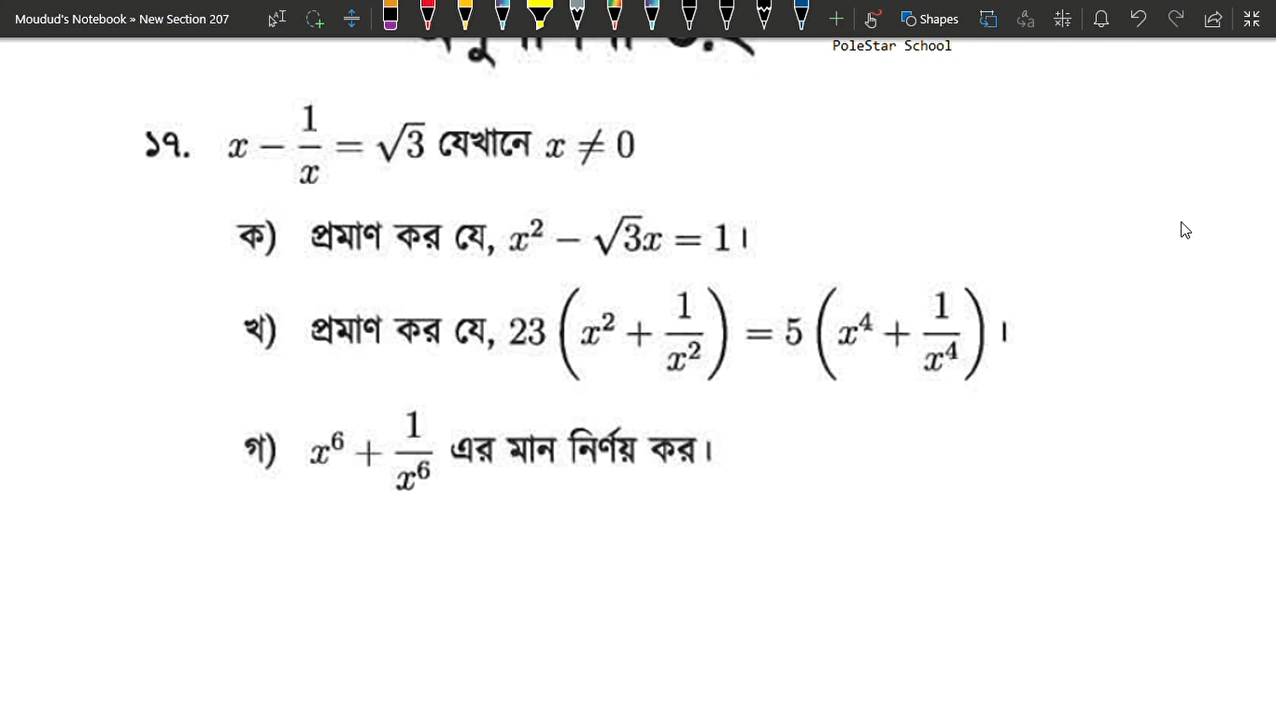 Moudud's Notebook » New Section 207
Shapes
PoleStar School
১৭. x − 1/x = √3 যেখানে x ≠ 0
ক) প্রমাণ কর যে, x² − √3x = 1।
খ) প্রমাণ কর যে, 23(x² + 1/x²) = 5(x⁴ + 1/x⁴)।
গ) x⁶ + 1/x⁶ এর মান নির্ণয় কর।